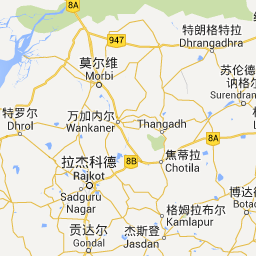 8A
特朗格特拉
Dhrangadhra
947
莫尔维
Morbi
苏伦德
讷格尔
Surendran
特罗尔
Dhrol
万加内尔
Wankaner
Thangadh
8A
拉杰科德
Rajkot
8B
焦蒂拉
Chotila
Sadguru
Nagar
博达德
Botad
格姆拉布尔
Kamlapur
贡达尔
Gondal
杰斯登
Jasdan